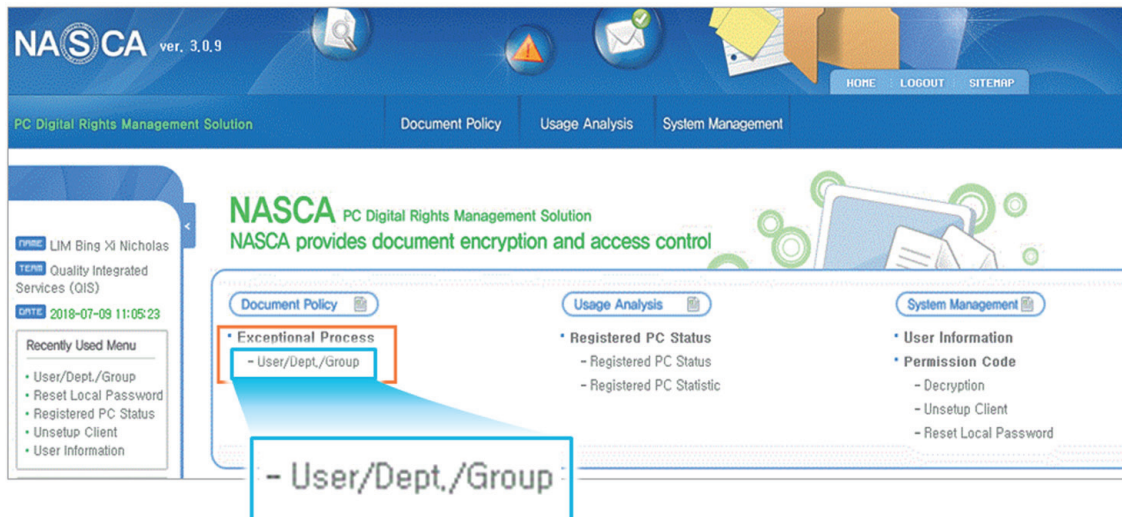 NASCA ver. 3.0.9
HOME LOGOUT SITEMAP
PC Digital Rights Management Solution
Document Policy Usage Analysis System Management
NAME LIM Bing Xi Nicholas
TEAM Quality Integrated
Services (QIS)
DATE 2018-07-09 11:05:23
Recently Used Menu
• User/Dept./Group
• Reset Local Password
• Registered PC Status
• Unsetup Client
• User Information
<
NASCA PC Digital Rights Management Solution
NASCA provides document encryption and access control
Document Policy
• Exceptional Process
- User/Dept./Group
Usage Analysis
• Registered PC Status
- Registered PC Status
- Registered PC Statistic
System Management
• User Information
• Permission Code
- Decryption
- Unsetup Client
- Reset Local Password
- User/Dept./Group